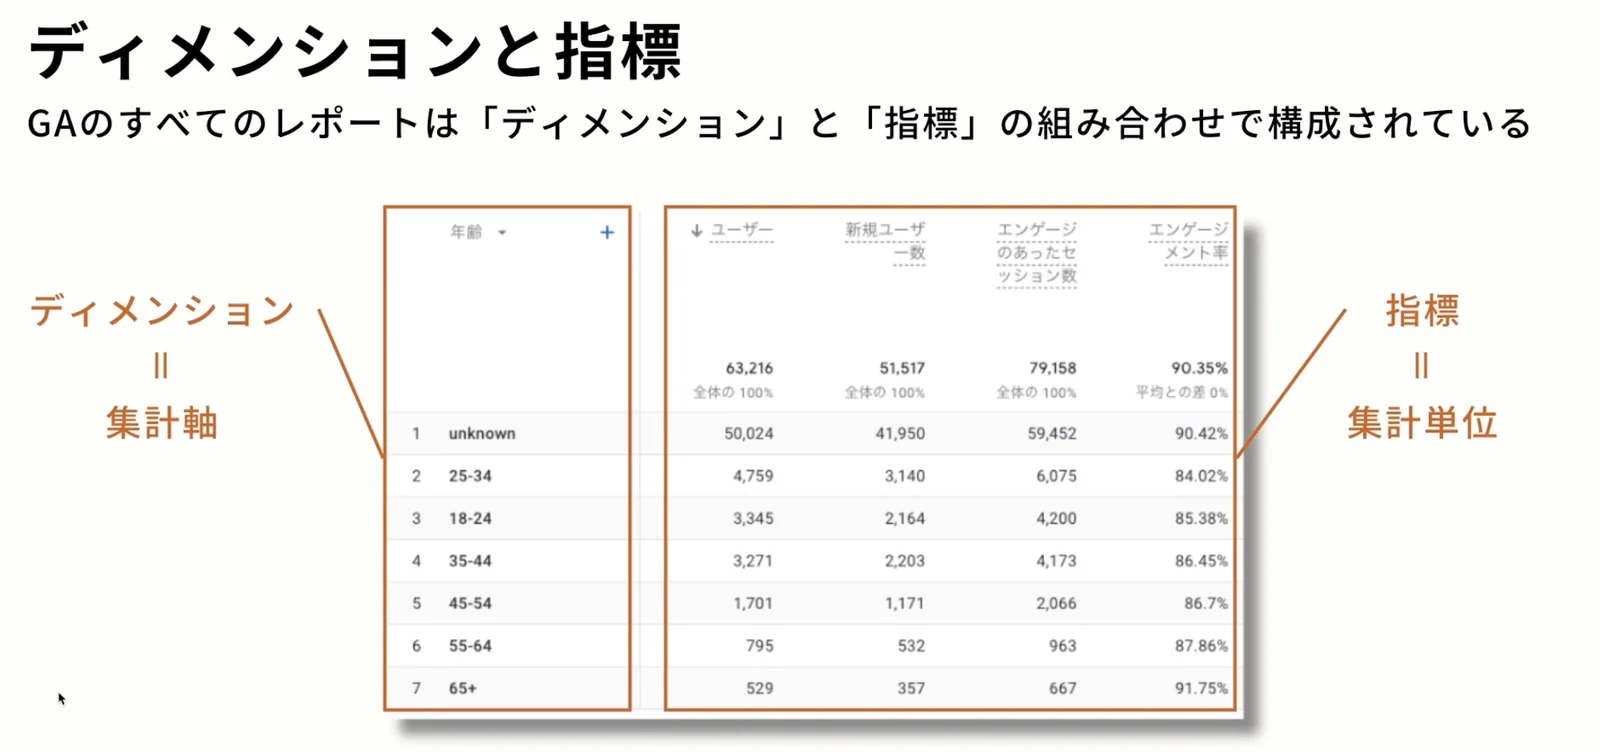 ディメンションと指標
GAのすべてのレポートは「ディメンション」と「指標」の組み合わせで構成されている
ディメンション
||
集計軸
年齢 ▼ +
↓ ユーザー
新規ユーザ
ー数
エンゲージ
のあったセ
ッション数
エンゲージ
メント率
63,216 51,517 79,158 90.35%
全体の 100% 全体の 100% 全体の 100% 平均との差 0%
1 unknown 50,024 41,950 59,452 90.42%
2 25-34 4,759 3,140 6,075 84.02%
3 18-24 3,345 2,164 4,200 85.38%
4 35-44 3,271 2,203 4,173 86.45%
5 45-54 1,701 1,171 2,066 86.7%
6 55-64 795 532 963 87.86%
7 65+ 529 357 667 91.75%
指標
||
集計単位